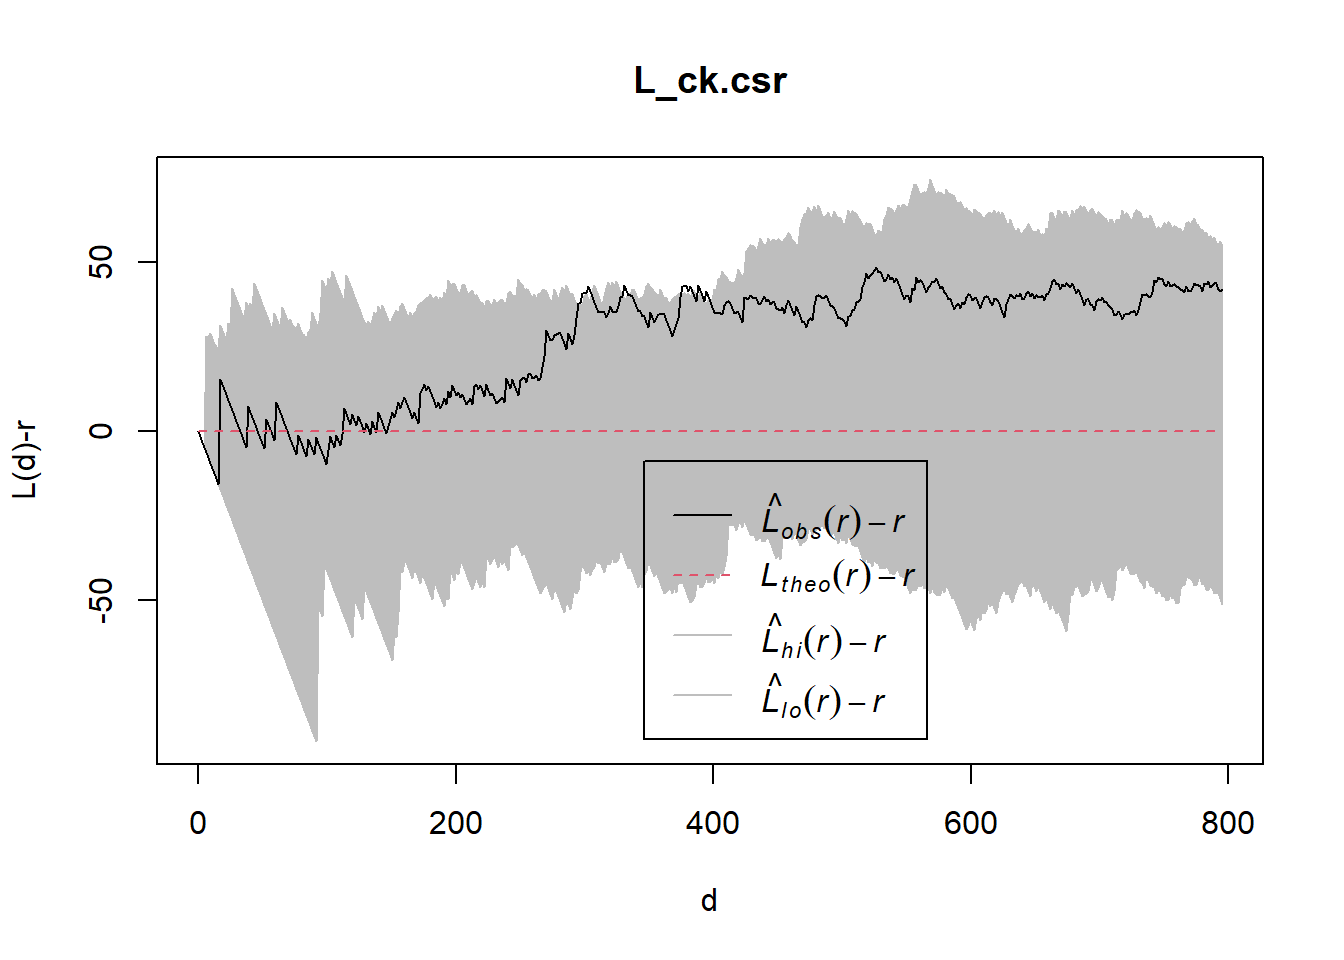 L_ck.csr
L(d)-r
50
0
-50
L̂obs(r) – r
Ltheo(r) – r
L̂hi(r) – r
L̂lo(r) – r
0 200 400 600 800
d